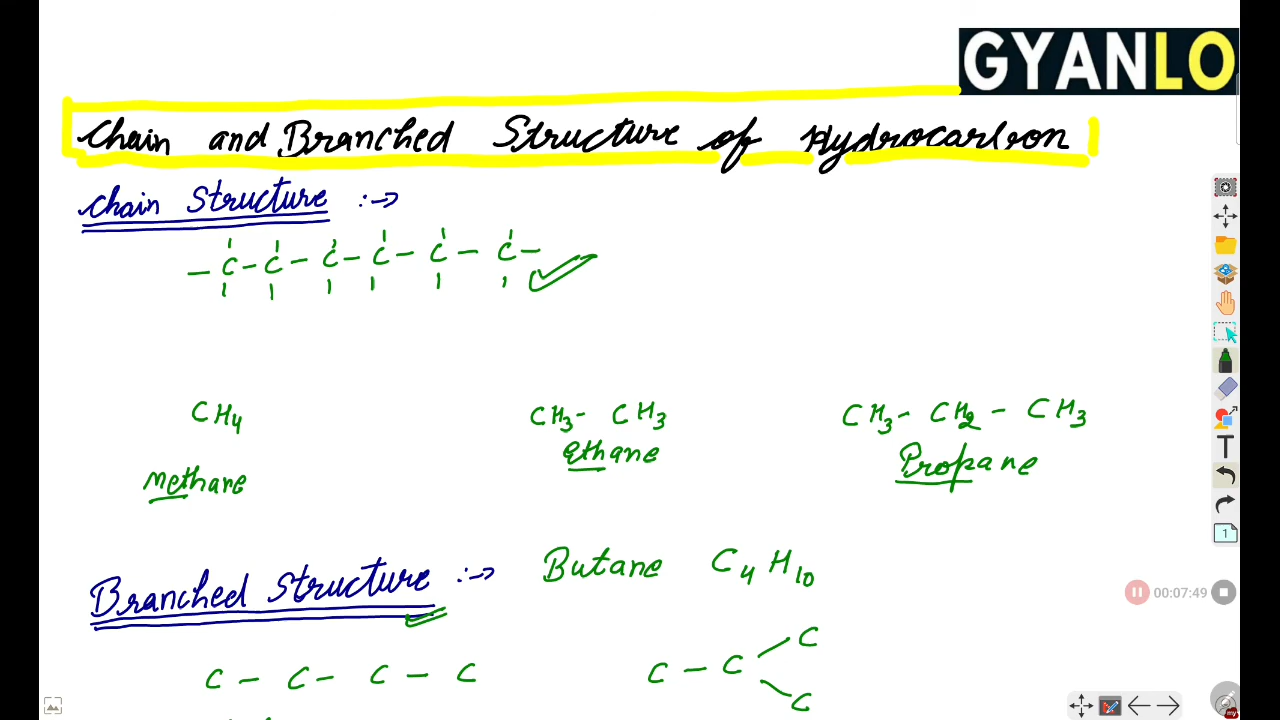 GYANLO
Chain and Branched Structure of Hydrocarbon
Chain Structure :→
— C — C — C — C — C — C —
CH4 CH3 - CH3 CH3 - CH2 - CH3
Methane Ethane Propane
Branched Structure :→ Butane C4H10
00:07:49
C — C — C — C C — C C
C
T
1